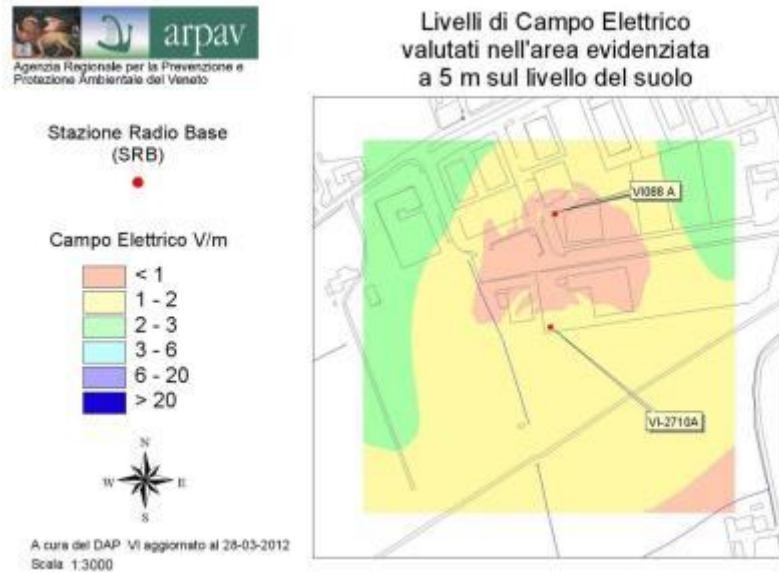 arpav
Agenzia Regionale per la Prevenzione e
Protezione Ambientale del Veneto
Livelli di Campo Elettrico
valutati nell'area evidenziata
a 5 m sul livello del suolo
Stazione Radio Base
(SRB)
Campo Elettrico V/m
< 1
1 - 2
2 - 3
3 - 6
6 - 20
> 20
N
W E
S
A cura del DAP VI aggiornato al 28-03-2012
Scala 1:3000
VI088 A
VI-2710A